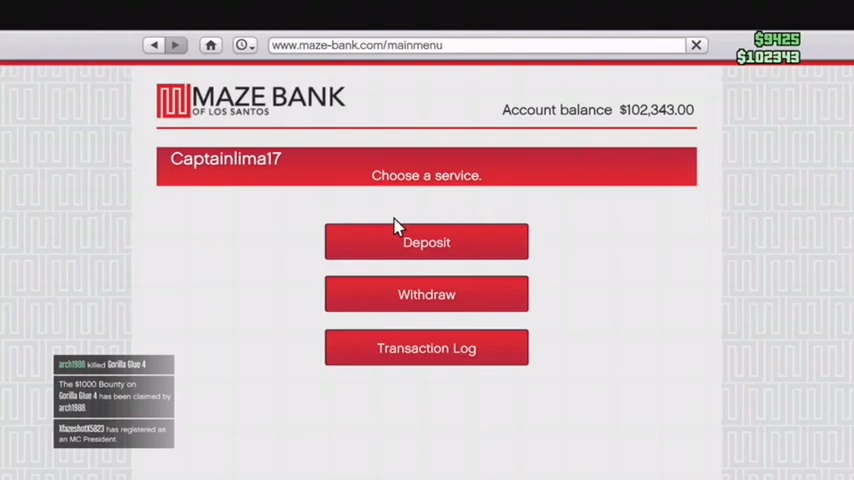 www.maze-bank.com/mainmenu
$9425
$102343
MAZE BANK
OF LOS SANTOS
Account balance $102,343.00
Captainlima17
Choose a service.
Deposit
Withdraw
Transaction Log
arch1988 killed Gorilla Glue 4
The $1000 Bounty on
Gorilla Glue 4 has been claimed by
arch1988.
XfazeshotX5823 has registered as
an MC President.